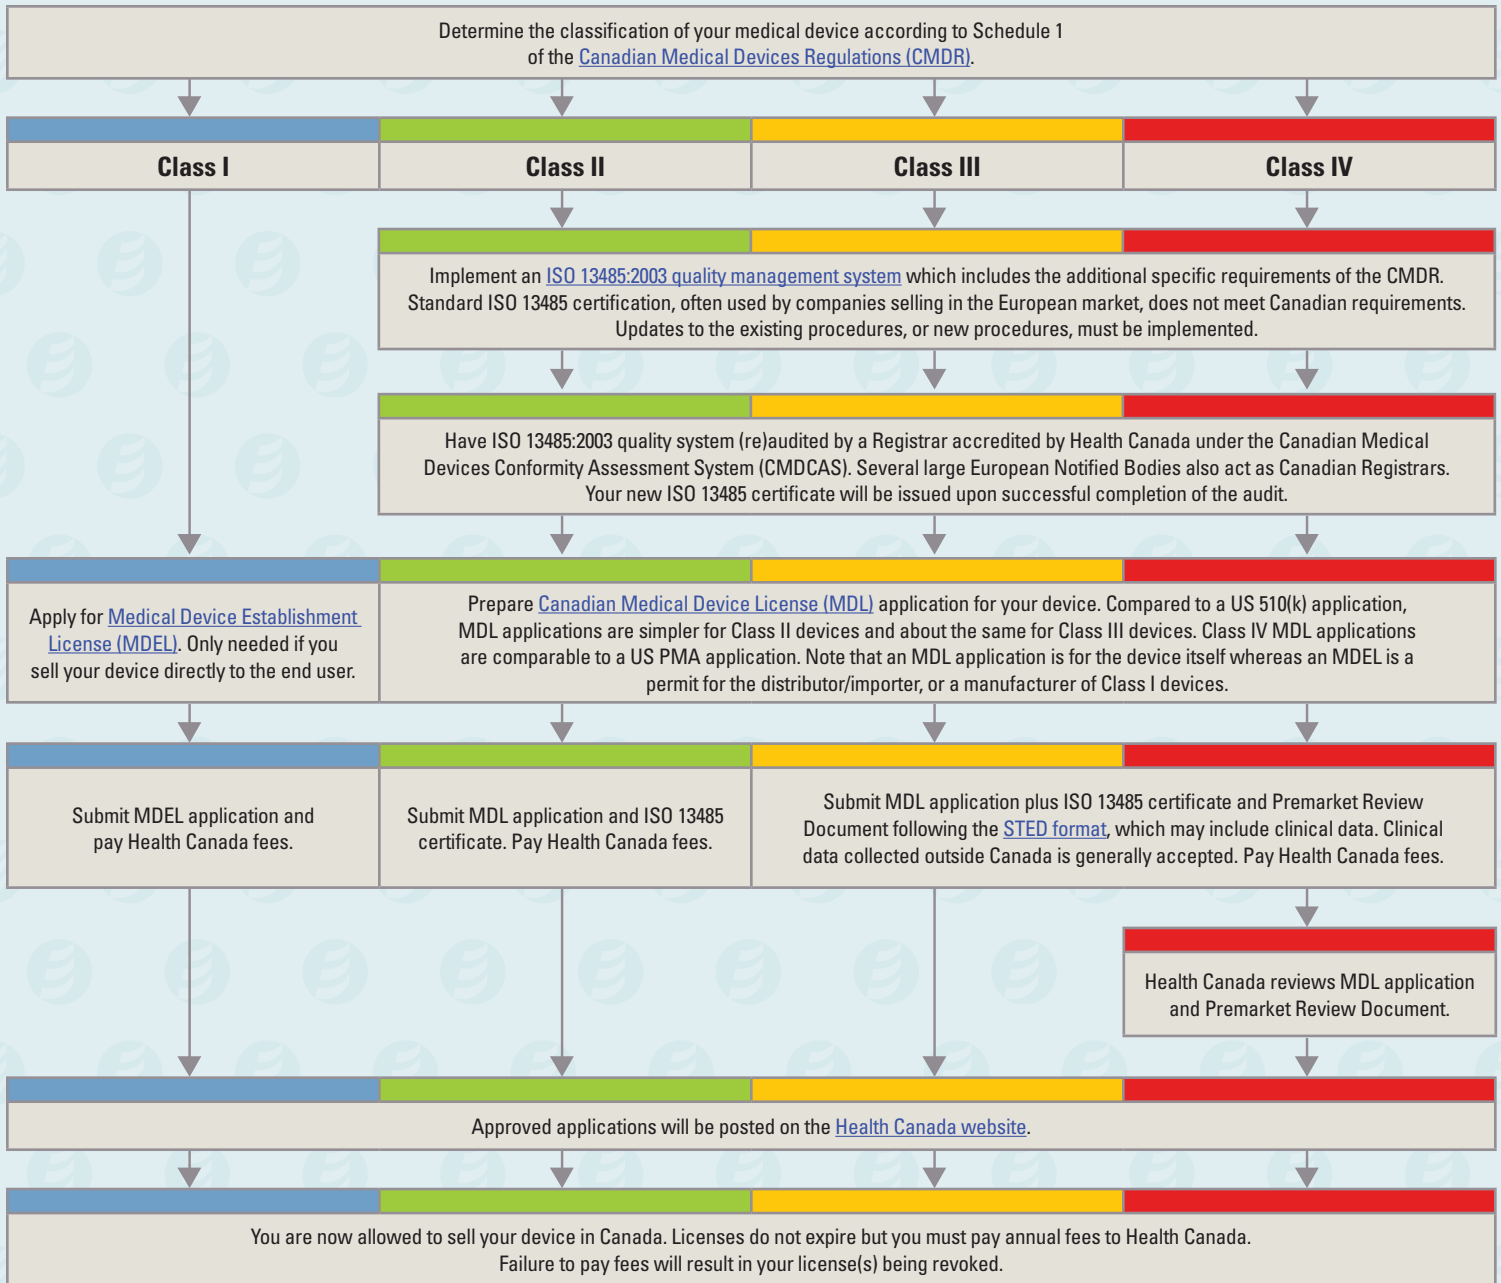 Determine the classification of your medical device according to Schedule 1
of the Canadian Medical Devices Regulations (CMDR).
Class I
Class II
Class III
Class IV
Implement an ISO 13485:2003 quality management system which includes the additional specific requirements of the CMDR.
Standard ISO 13485 certification, often used by companies selling in the European market, does not meet Canadian requirements.
Updates to the existing procedures, or new procedures, must be implemented.
Have ISO 13485:2003 quality system (re)audited by a Registrar accredited by Health Canada under the Canadian Medical
Devices Conformity Assessment System (CMDCAS). Several large European Notified Bodies also act as Canadian Registrars.
Your new ISO 13485 certificate will be issued upon successful completion of the audit.
Apply for Medical Device Establishment
License (MDEL). Only needed if you
sell your device directly to the end user.
Prepare Canadian Medical Device License (MDL) application for your device. Compared to a US 510(k) application,
MDL applications are simpler for Class II devices and about the same for Class III devices. Class IV MDL applications
are comparable to a US PMA application. Note that an MDL application is for the device itself whereas an MDEL is a
permit for the distributor/importer, or a manufacturer of Class I devices.
Submit MDEL application and
pay Health Canada fees.
Submit MDL application and ISO 13485
certificate. Pay Health Canada fees.
Submit MDL application plus ISO 13485 certificate and Premarket Review
Document following the STED format, which may include clinical data. Clinical
data collected outside Canada is generally accepted. Pay Health Canada fees.
Health Canada reviews MDL application
and Premarket Review Document.
Approved applications will be posted on the Health Canada website.
You are now allowed to sell your device in Canada. Licenses do not expire but you must pay annual fees to Health Canada.
Failure to pay fees will result in your license(s) being revoked.